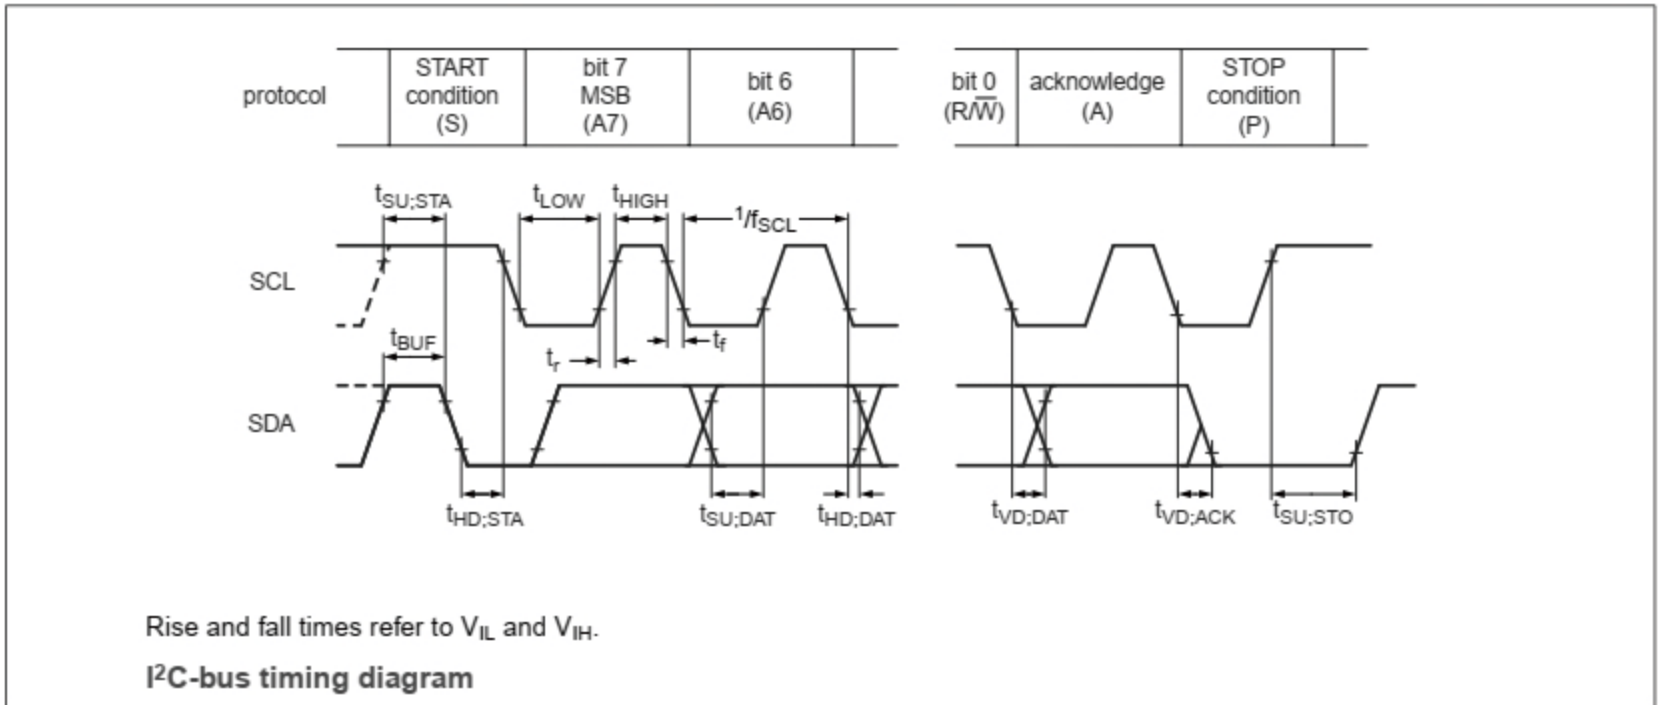 protocol
START
condition
(S)
bit 7
MSB
(A7)
bit 6
(A6)
bit 0
(R/W̅)
acknowledge
(A)
STOP
condition
(P)
tSU;STA
tLOW
tHIGH
1/fSCL
SCL
tBUF
tr
tf
SDA
tHD;STA
tSU;DAT
tHD;DAT
tVD;DAT
tVD;ACK
tSU;STO
Rise and fall times refer to VIL and VIH.
I²C-bus timing diagram